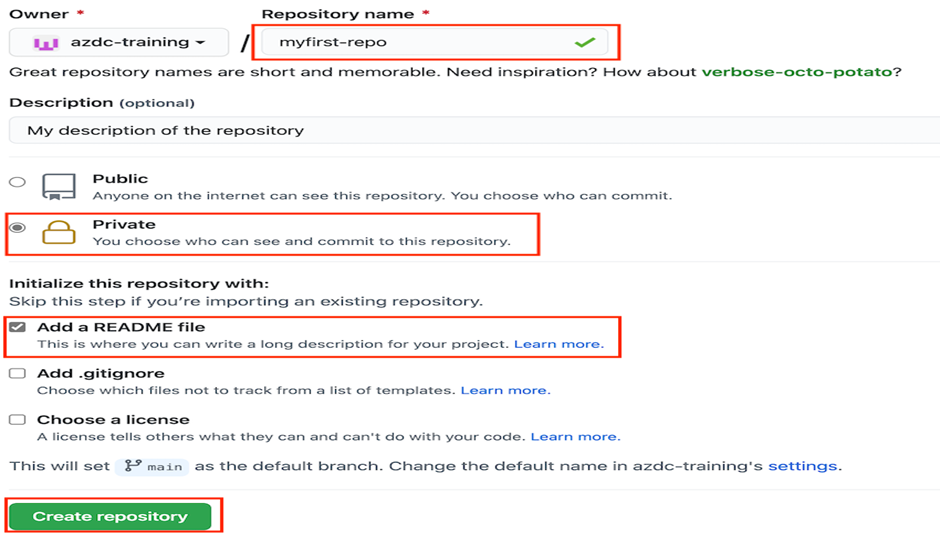 Owner * Repository name *
azdc-training / myfirst-repo
Great repository names are short and memorable. Need inspiration? How about verbose-octo-potato?
Description (optional)
My description of the repository
Public
Anyone on the internet can see this repository. You choose who can commit.
Private
You choose who can see and commit to this repository.
Initialize this repository with:
Skip this step if you’re importing an existing repository.
Add a README file
This is where you can write a long description for your project. Learn more.
Add .gitignore
Choose which files not to track from a list of templates. Learn more.
Choose a license
A license tells others what they can and can't do with your code. Learn more.
This will set main as the default branch. Change the default name in azdc-training's settings.
Create repository